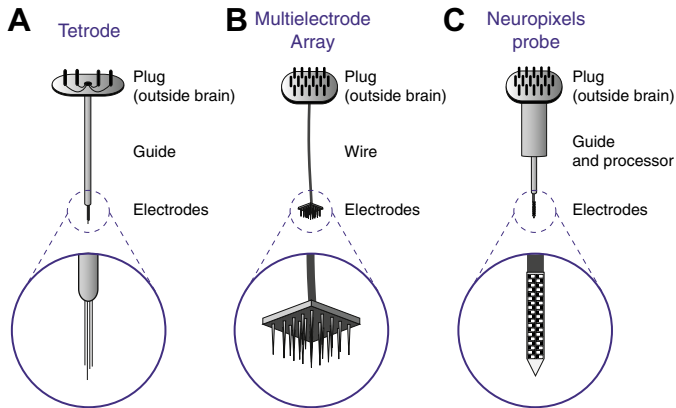 A
Tetrode
Plug
(outside brain)
Guide
Electrodes
B
Multielectrode
Array
Plug
(outside brain)
Wire
Electrodes
C
Neuropixels
probe
Plug
(outside brain)
Guide
and processor
Electrodes